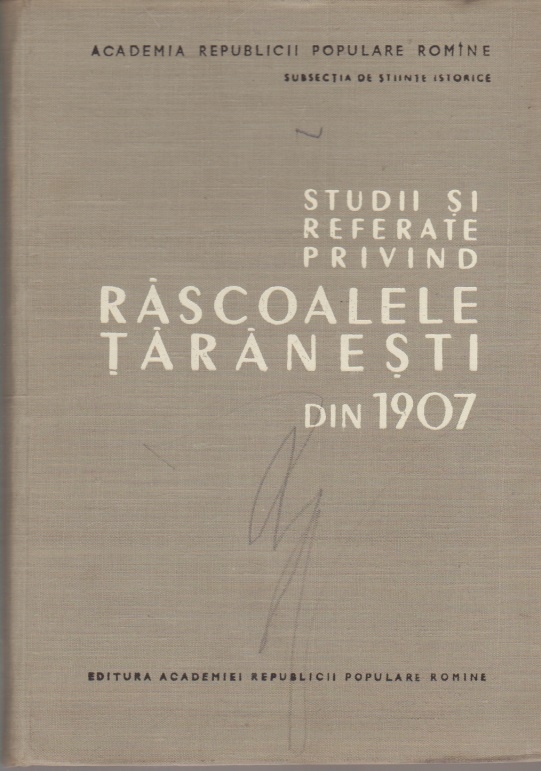 ACADEMIA REPUBLICII POPULARE ROMÎNE
SUBSECȚIA DE ȘTIINȚE ISTORICE
STUDII ȘI
REFERATE
PRIVIND
RĂSCOALELE
ȚĂRĂNEȘTI
DIN 1907
EDITURA ACADEMIEI REPUBLICII POPULARE ROMINE